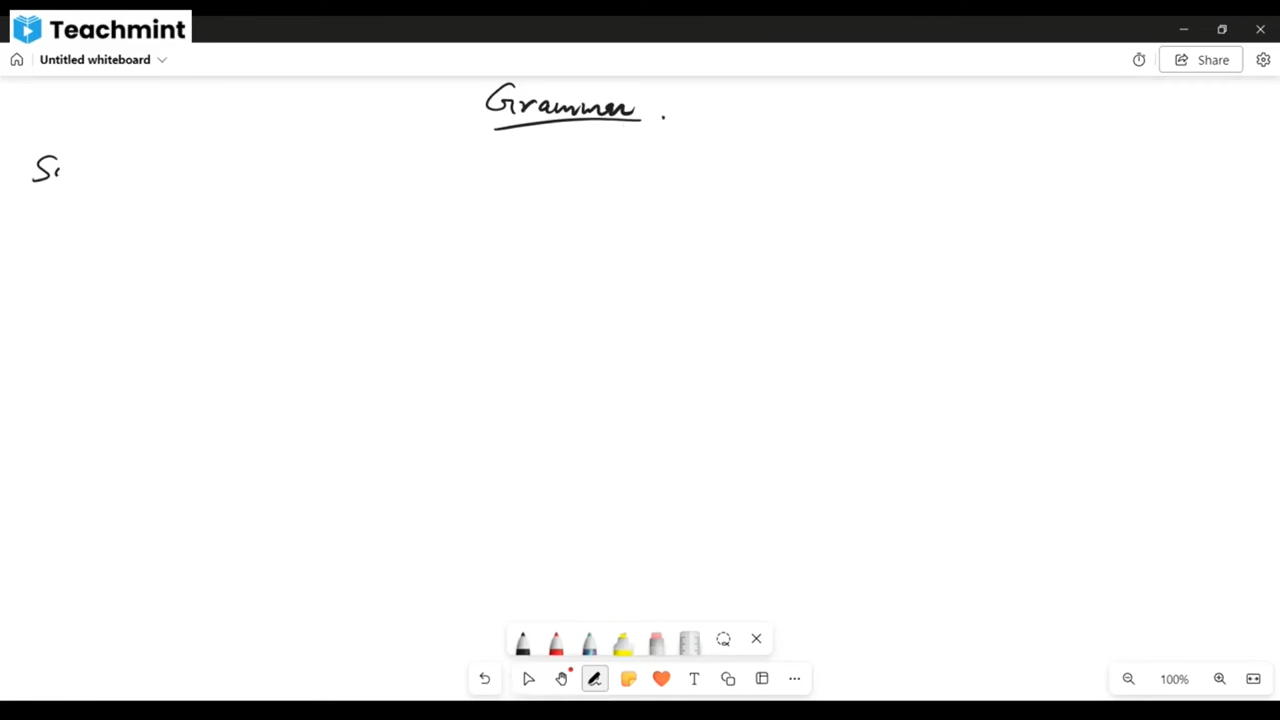 Teachmint
Untitled whiteboard
Share
Grammer .
100%